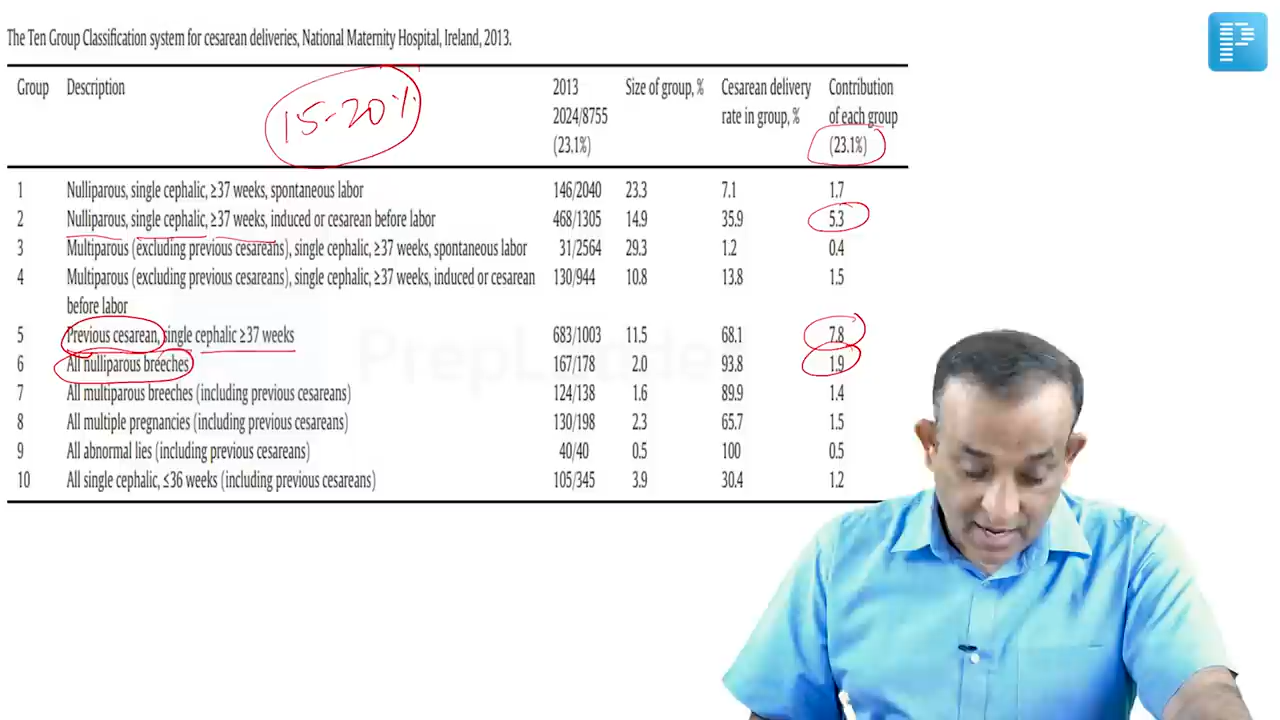 The Ten Group Classification system for cesarean deliveries, National Maternity Hospital, Ireland, 2013.
Group Description 2013 2024/8755 (23.1%) Size of group, % Cesarean delivery rate in group, % Contribution of each group (23.1%)
15-20%
1 Nulliparous, single cephalic, ≥37 weeks, spontaneous labor 146/2040 23.3 7.1 1.7
2 Nulliparous, single cephalic, ≥37 weeks, induced or cesarean before labor 468/1305 14.9 35.9 5.3
3 Multiparous (excluding previous cesareans), single cephalic, ≥37 weeks, spontaneous labor 31/2564 29.3 1.2 0.4
4 Multiparous (excluding previous cesareans), single cephalic, ≥37 weeks, induced or cesarean 130/944 10.8 13.8 1.5
before labor
5 Previous cesarean, single cephalic ≥37 weeks 683/1003 11.5 68.1 7.8
6 All nulliparous breeches 167/178 2.0 93.8 1.9
7 All multiparous breeches (including previous cesareans) 124/138 1.6 89.9 1.4
8 All multiple pregnancies (including previous cesareans) 130/198 2.3 65.7 1.5
9 All abnormal lies (including previous cesareans) 40/40 0.5 100 0.5
10 All single cephalic, ≤36 weeks (including previous cesareans) 105/345 3.9 30.4 1.2